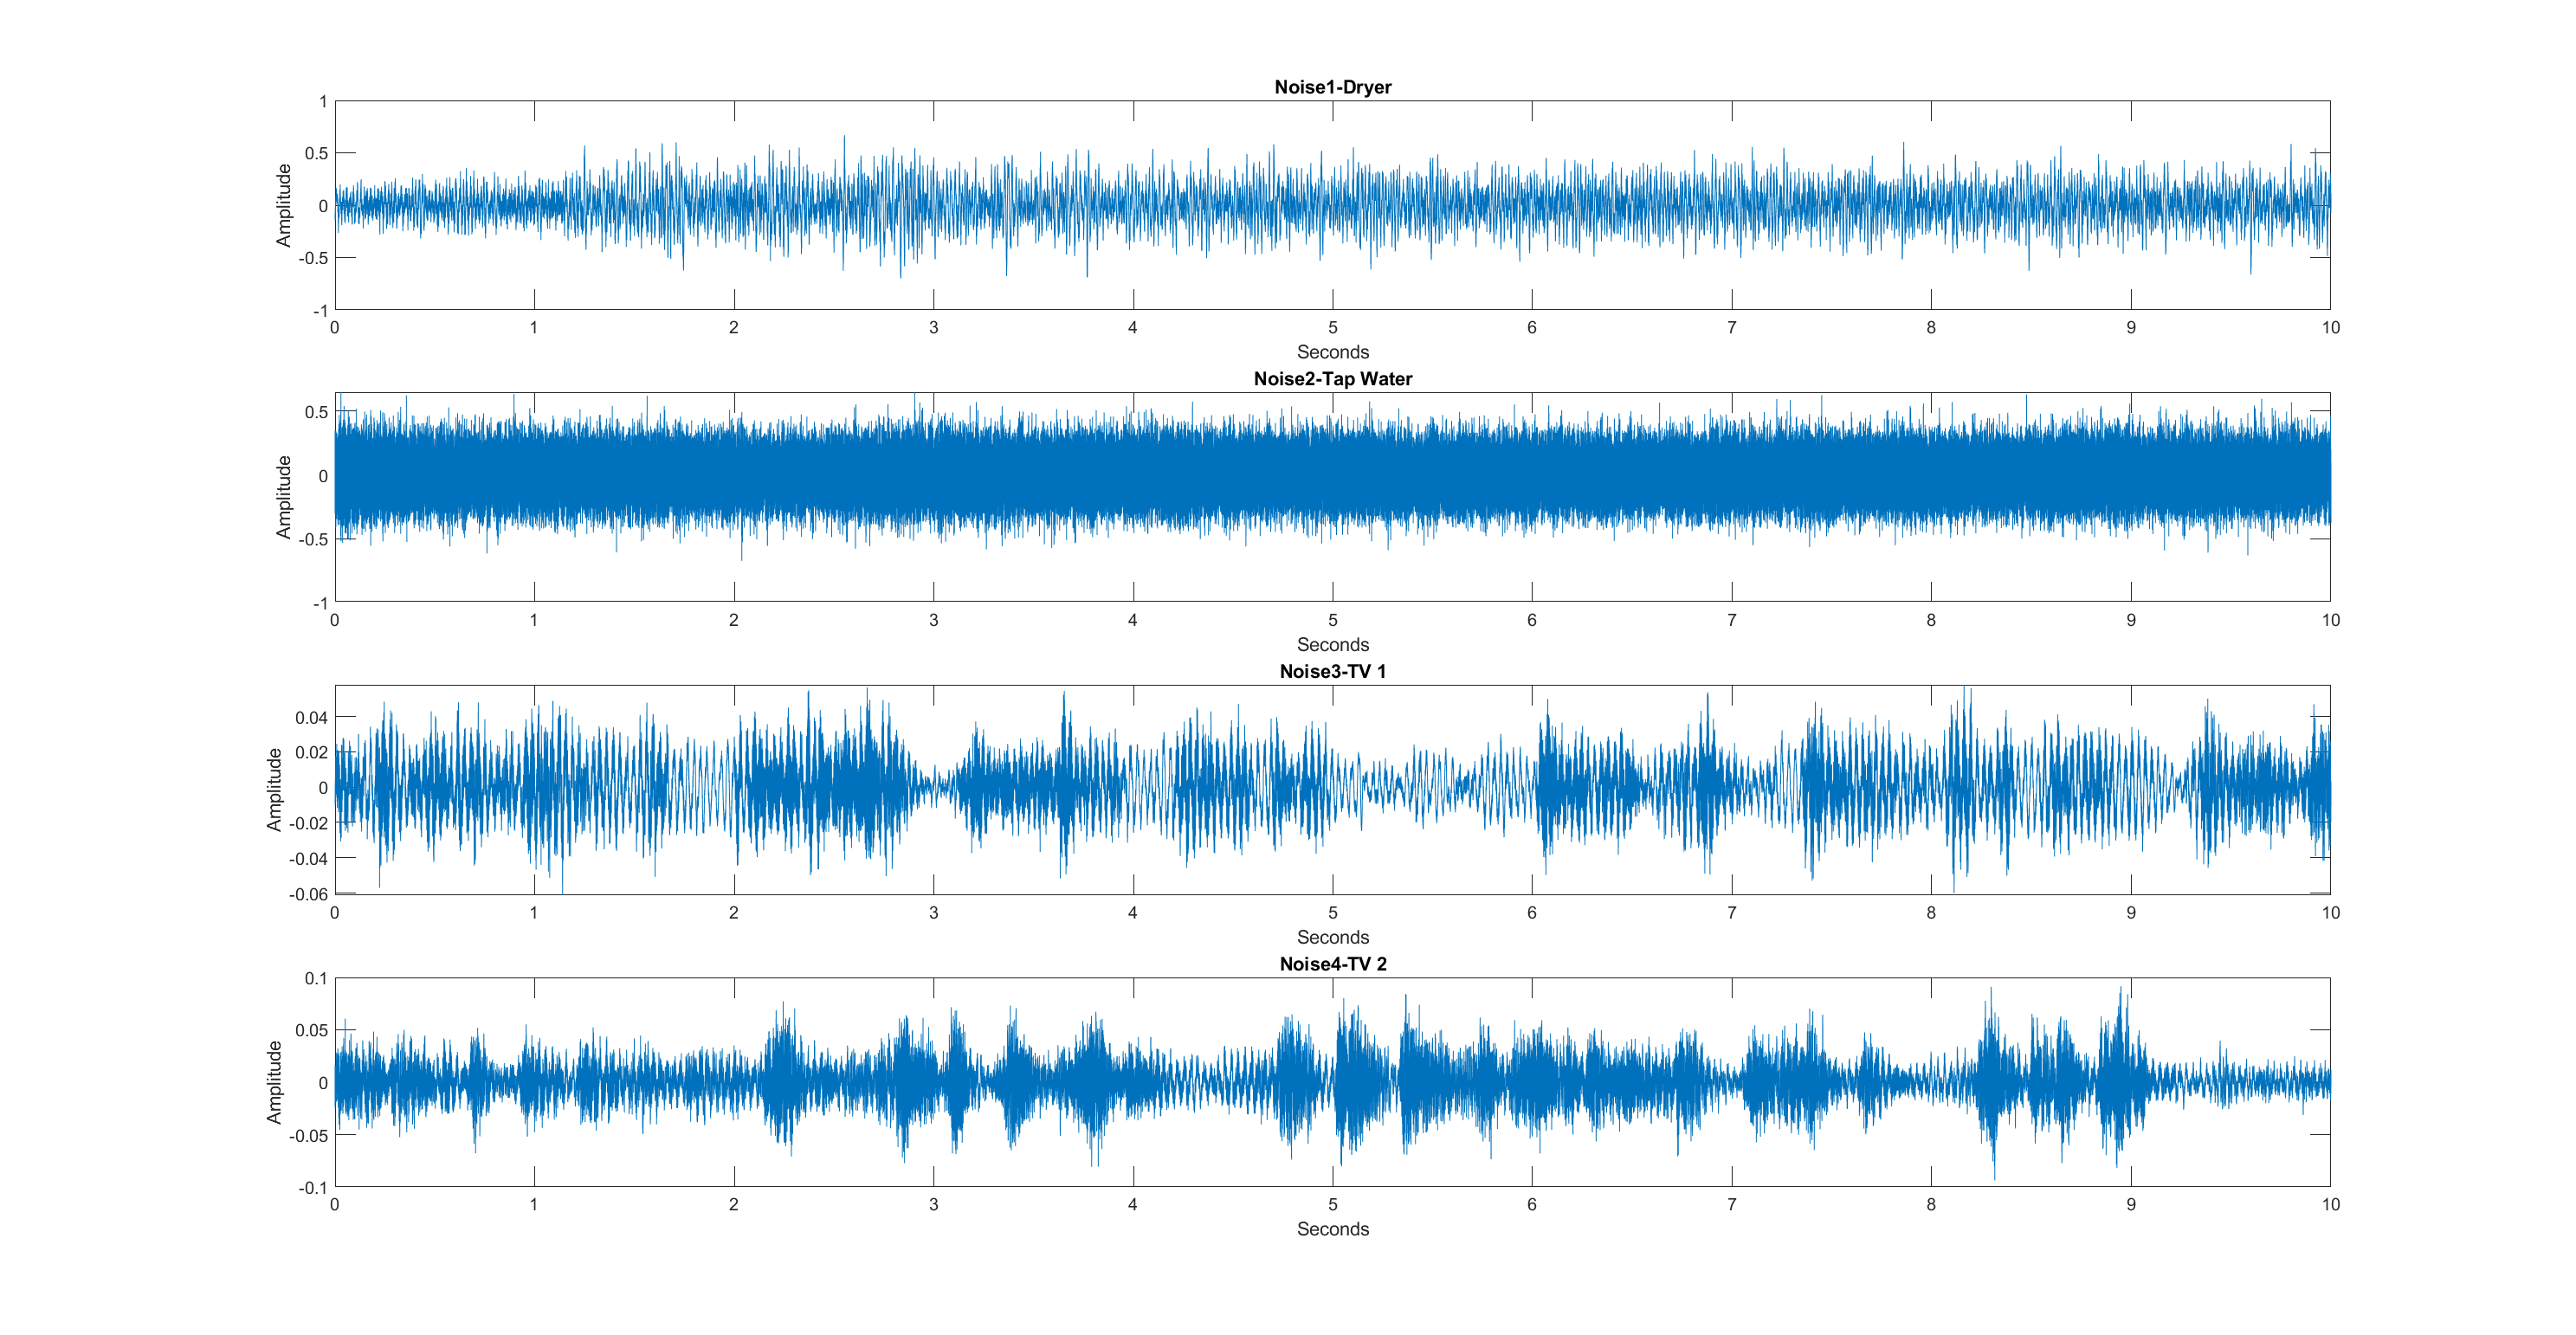 Noise1-Dryer
1
0.5
0
-0.5
-1
Amplitude
0 1 2 3 4 5 6 7 8 9 10
Seconds
Noise2-Tap Water
0.5
0
-0.5
-1
Amplitude
0 1 2 3 4 5 6 7 8 9 10
Seconds
Noise3-TV 1
0.04
0.02
0
-0.02
-0.04
-0.06
Amplitude
0 1 2 3 4 5 6 7 8 9 10
Seconds
Noise4-TV 2
0.1
0.05
0
-0.05
-0.1
Amplitude
0 1 2 3 4 5 6 7 8 9 10
Seconds